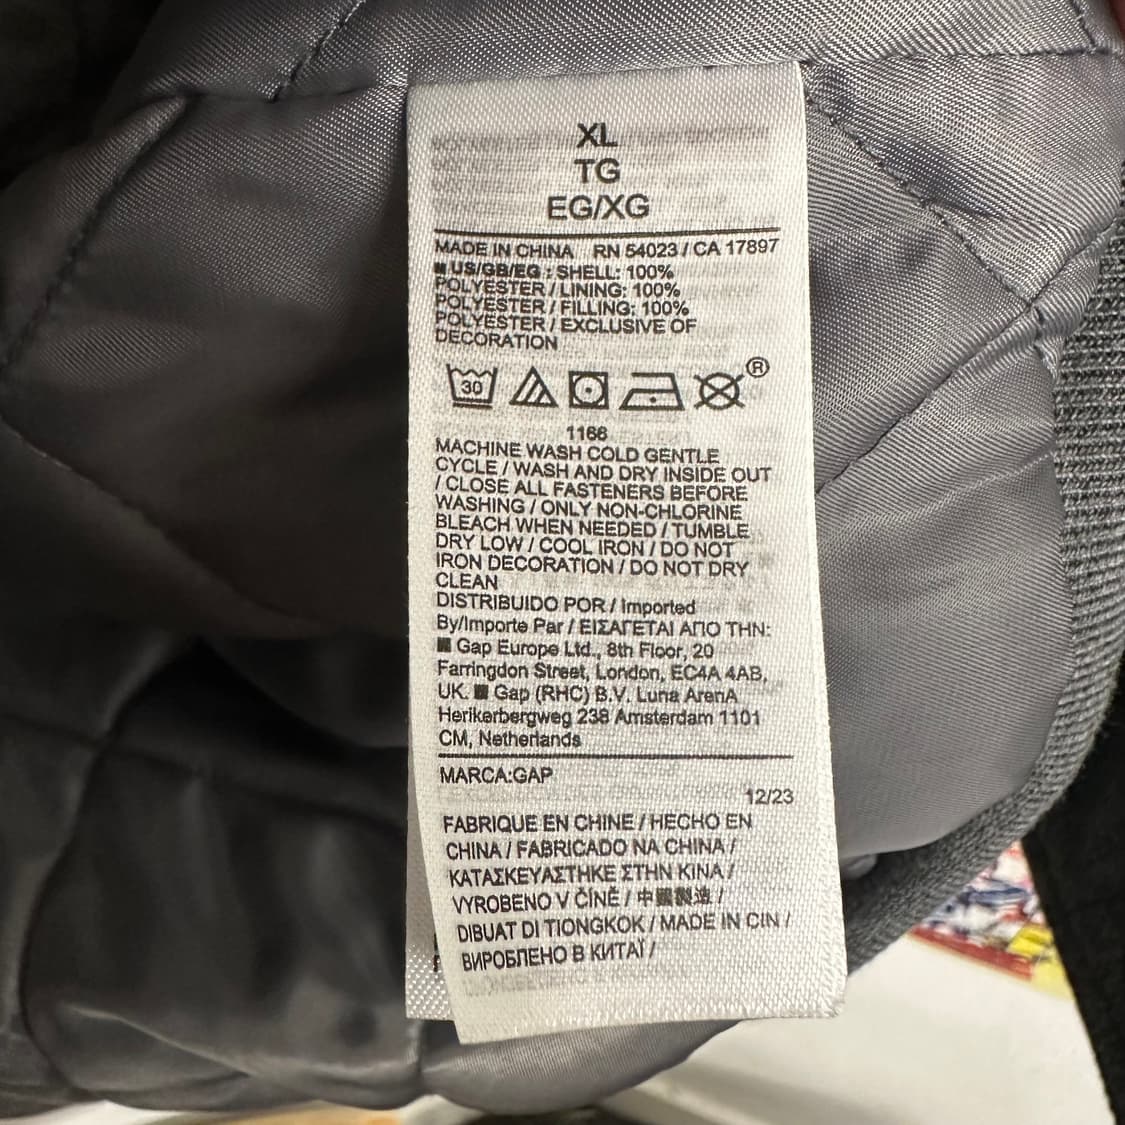 XL
TG
EG/XG
MADE IN CHINA RN 54023 / CA 17897
■ US/GB/EG : SHELL: 100%
POLYESTER / LINING: 100%
POLYESTER / FILLING: 100%
POLYESTER / EXCLUSIVE OF
DECORATION
30
®
1166
MACHINE WASH COLD GENTLE
CYCLE / WASH AND DRY INSIDE OUT
/ CLOSE ALL FASTENERS BEFORE
WASHING / ONLY NON-CHLORINE
BLEACH WHEN NEEDED / TUMBLE
DRY LOW / COOL IRON / DO NOT
IRON DECORATION / DO NOT DRY
CLEAN
DISTRIBUIDO POR / Imported
By/Importe Par / ΕΙΣΑΓΕΤΑΙ ΑΠΟ ΤΗΝ:
■ Gap Europe Ltd., 8th Floor, 20
Farringdon Street, London, EC4A 4AB,
UK. ■ Gap (RHC) B.V. Luna ArenA
Herikerbergweg 238 Amsterdam 1101
CM, Netherlands
MARCA:GAP
12/23
FABRIQUE EN CHINE / HECHO EN
CHINA / FABRICADO NA CHINA /
ΚΑΤΑΣΚΕΥΑΣΤΗΚΕ ΣΤΗΝ ΚΙΝΑ /
VYROBENO V ČÍNĚ / 中國製造 /
DIBUAT DI TIONGKOK / MADE IN CIN /
ВИРОБЛЕНО В КИТАЇ /